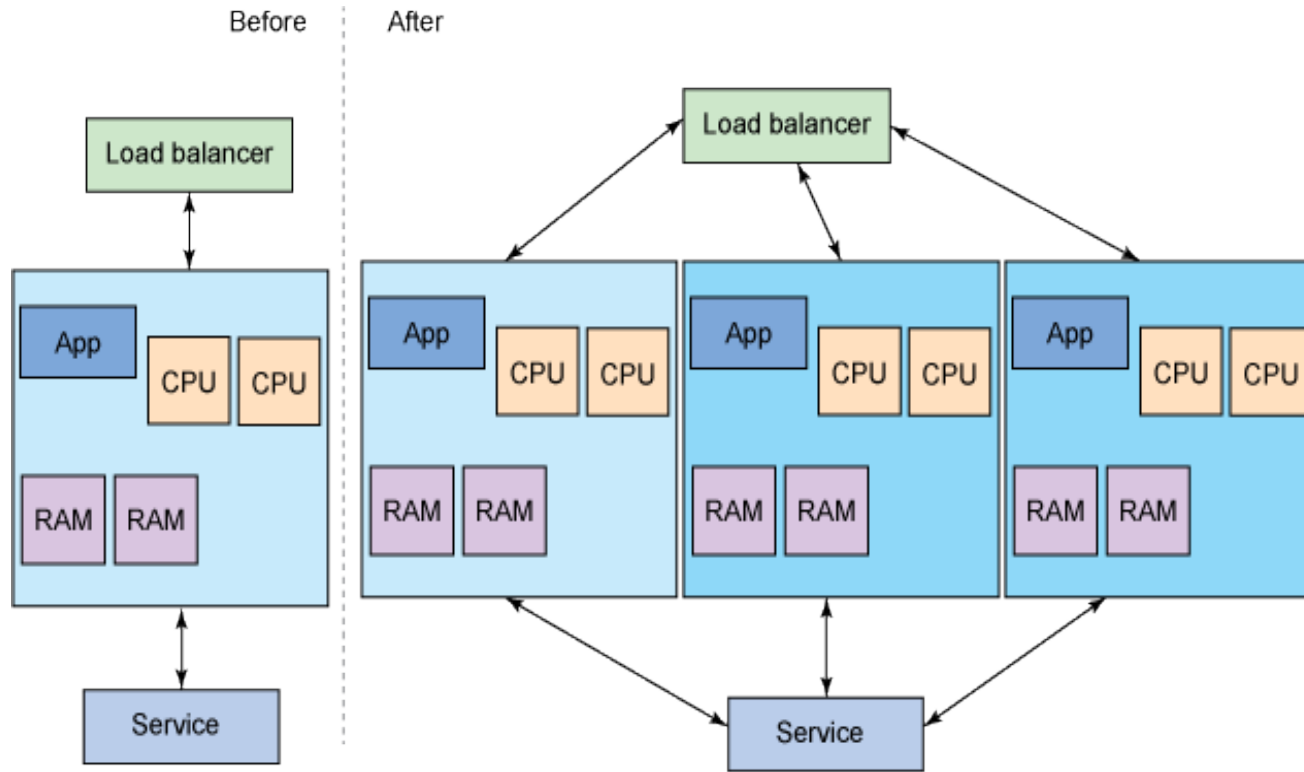 Before
After
Load balancer
App
CPU
CPU
RAM
RAM
Service
Load balancer
App
CPU
CPU
RAM
RAM
App
CPU
CPU
RAM
RAM
App
CPU
CPU
RAM
RAM
Service